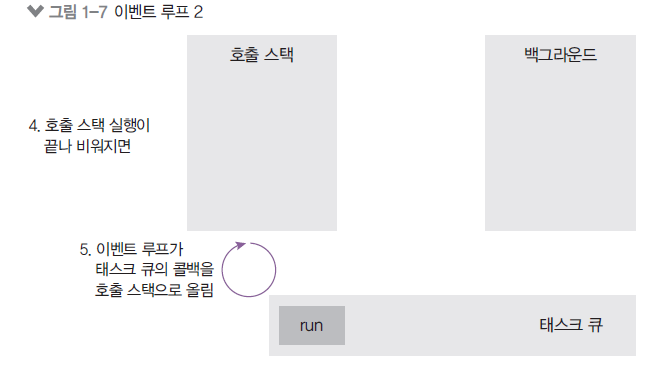 그림 1-7 이벤트 루프 2
호출 스택
백그라운드
4. 호출 스택 실행이
끝나 비워지면
5. 이벤트 루프가
태스크 큐의 콜백을
호출 스택으로 올림
run
태스크 큐